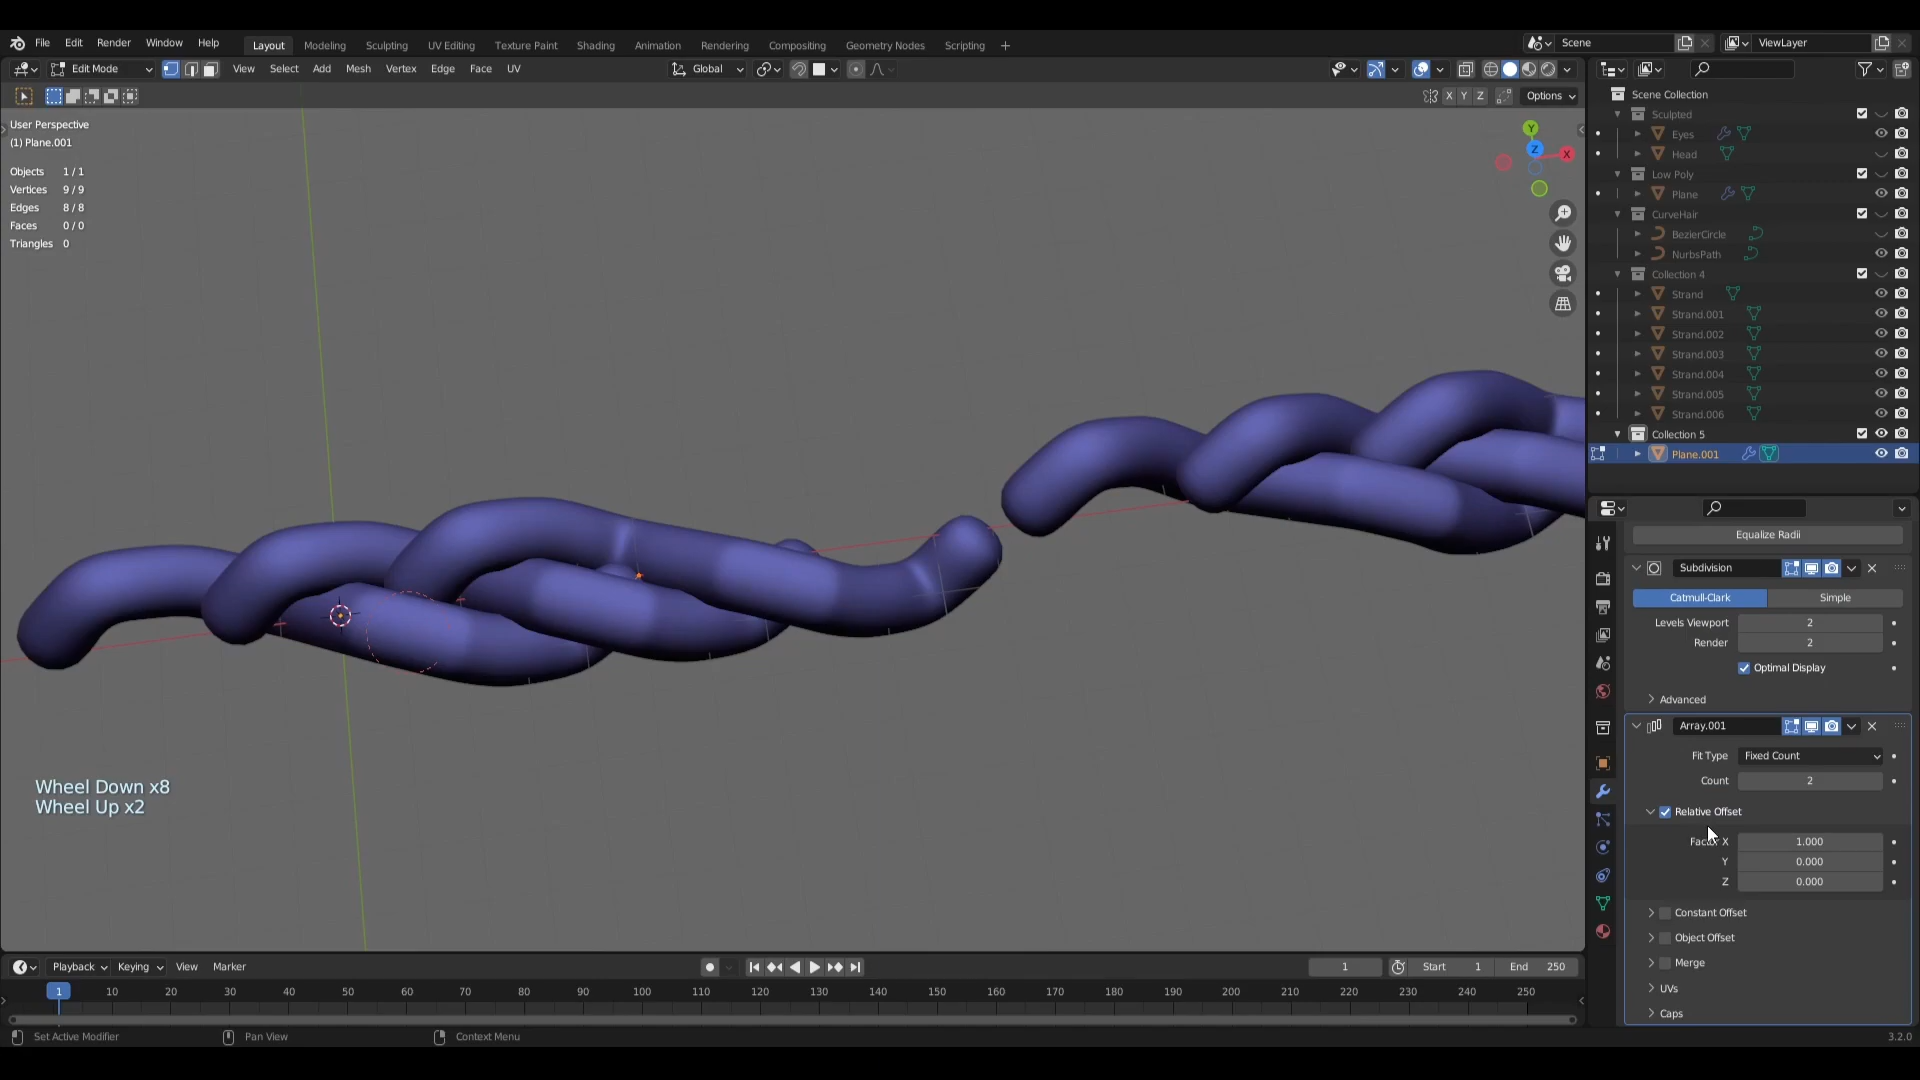 File Edit Render Window Help Layout Modeling Sculpting UV Editing Texture Paint Shading Animation Rendering Compositing Geometry Nodes Scripting + Scene ViewLayer
Edit Mode View Select Add Mesh Vertex Edge Face UV Global
X Y Z Options
User Perspective
(1) Plane.001
Objects 1/1
Vertices 9/9
Edges 8/8
Faces 0/0
Triangles 0
Y
Z
X
Wheel Down x8
Wheel Up x2
Scene Collection
Sculpted
Eyes
Head
Low Poly
Plane
CurveHair
BezierCircle
NurbsPath
Collection 4
Strand
Strand.001
Strand.002
Strand.003
Strand.004
Strand.005
Strand.006
Collection 5
Plane.001
Equalize Radii
Subdivision
Catmull-Clark Simple
Levels Viewport 2
Render 2
Optimal Display
Advanced
Array.001
Fit Type Fixed Count
Count 2
Relative Offset
X 1.000
Y 0.000
Z 0.000
Constant Offset
Object Offset
Merge
UVs
Caps
Playback Keying View Marker 1 Start 1 End 250
1 10 20 30 40 50 60 70 80 90 100 110 120 130 140 150 160 170 180 190 200 210 220 230 240 250
Set Active Modifier Pan View Context Menu 3.2.0